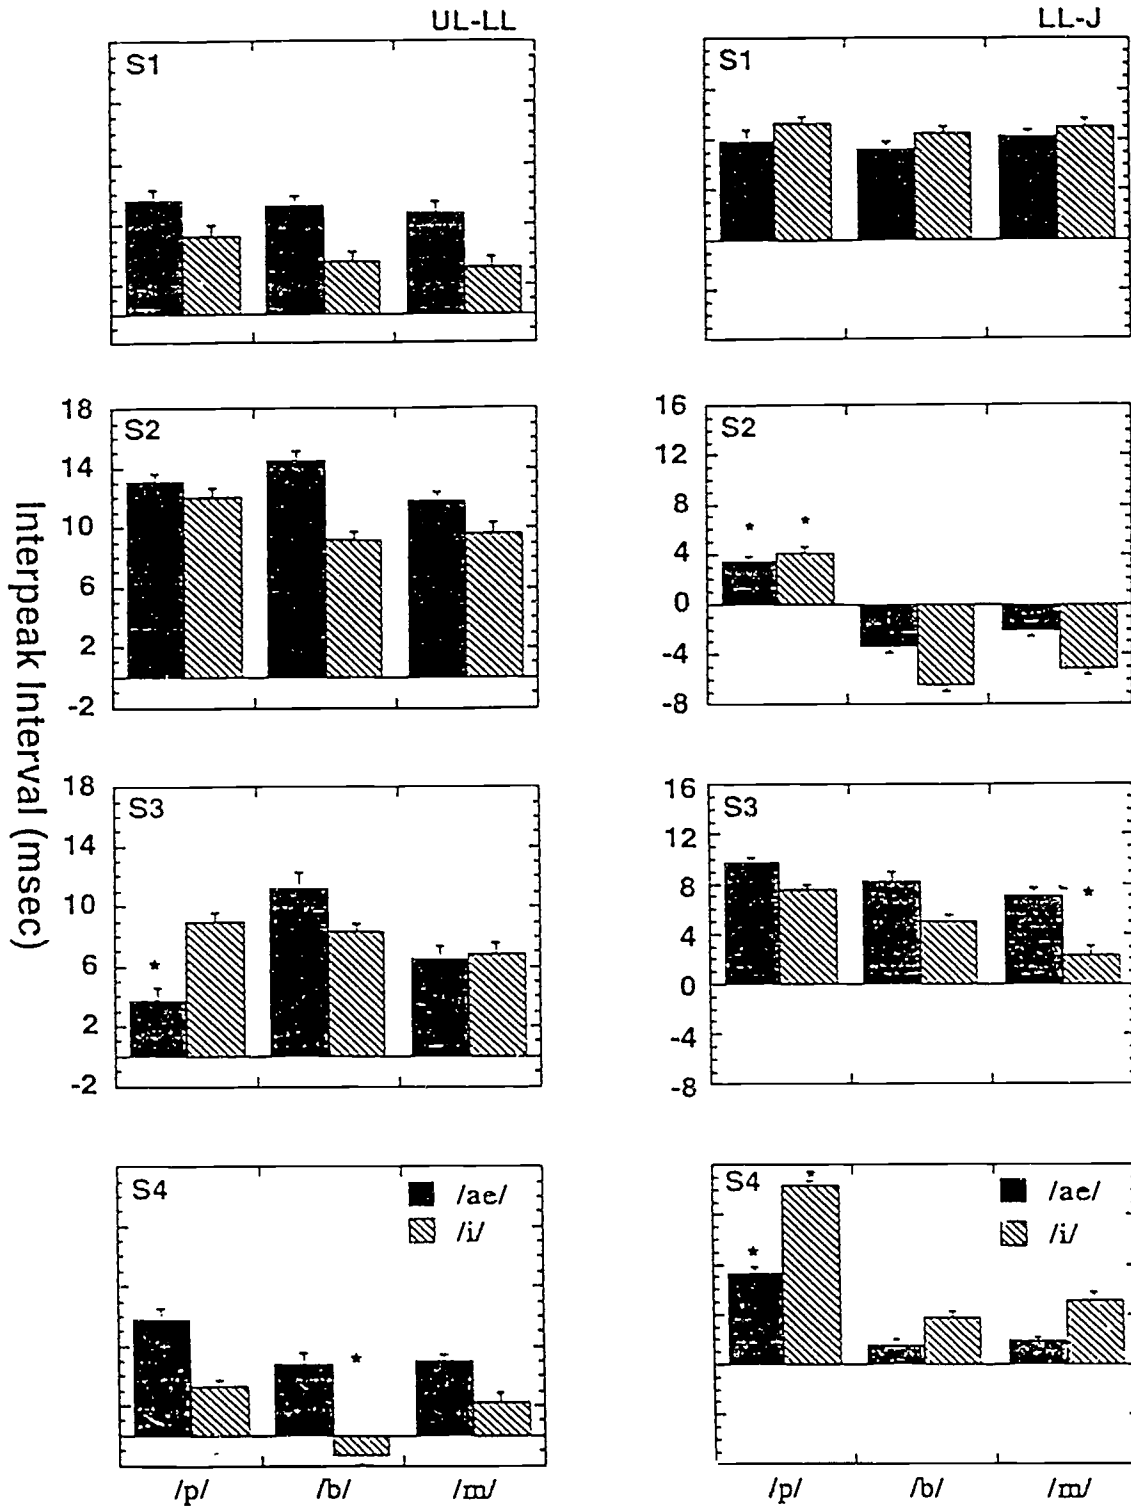 UL-LL
LL-J
S1
S1
18
14
10
6
2
-2
S2
16
12
8
4
0
-4
-8
S2
* *
Interpeak Interval (msec)
18
14
10
6
2
-2
S3
*
16
12
8
4
0
-4
-8
S3
*
S4
/ae/
/i/
*
S4
/ae/
/i/
*
*
/p/ /b/ /m/
/p/ /b/ /m/